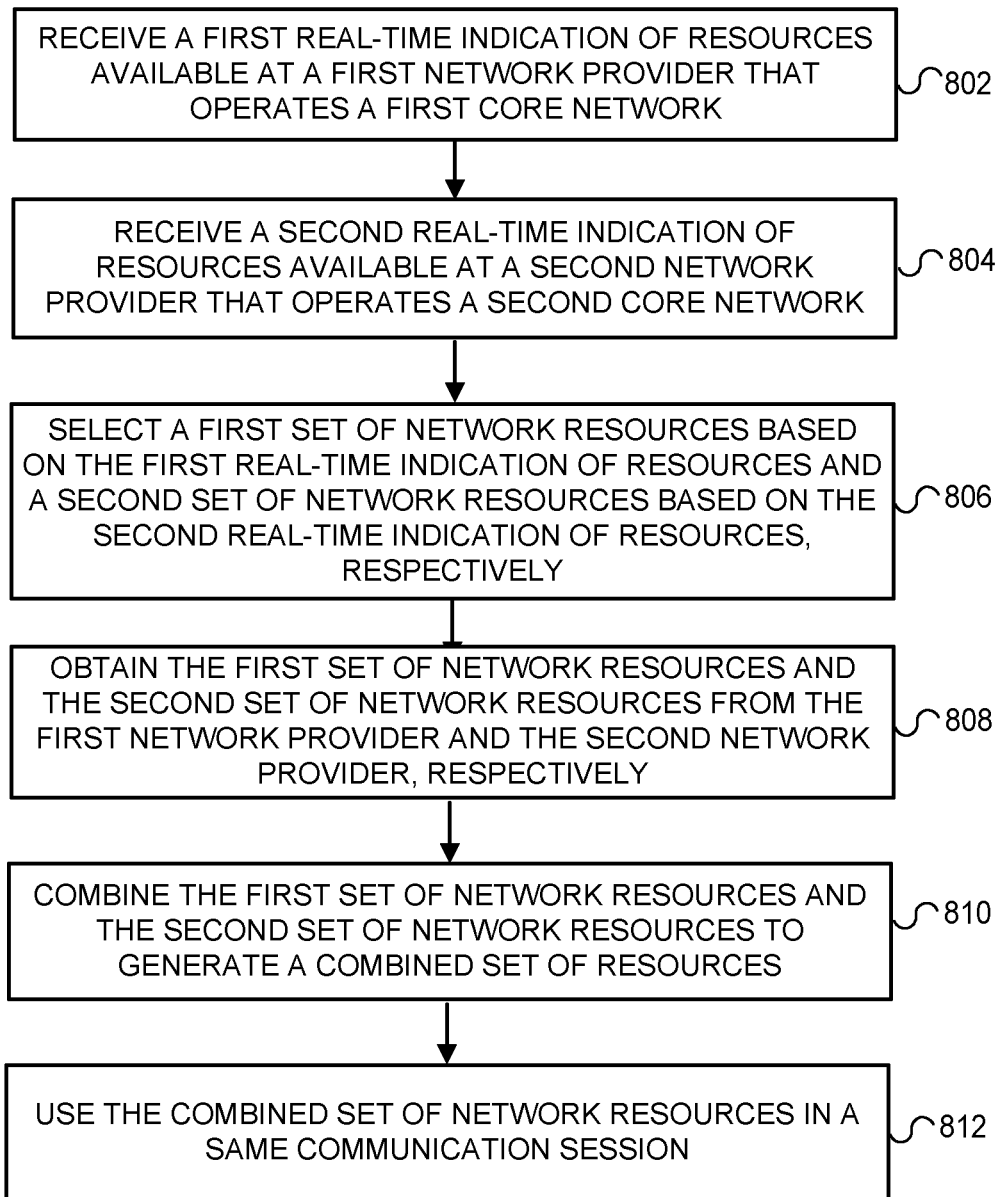 RECEIVE A FIRST REAL-TIME INDICATION OF RESOURCES
AVAILABLE AT A FIRST NETWORK PROVIDER THAT
OPERATES A FIRST CORE NETWORK
802
RECEIVE A SECOND REAL-TIME INDICATION OF
RESOURCES AVAILABLE AT A SECOND NETWORK
PROVIDER THAT OPERATES A SECOND CORE NETWORK
804
SELECT A FIRST SET OF NETWORK RESOURCES BASED
ON THE FIRST REAL-TIME INDICATION OF RESOURCES AND
A SECOND SET OF NETWORK RESOURCES BASED ON THE
SECOND REAL-TIME INDICATION OF RESOURCES,
RESPECTIVELY
806
OBTAIN THE FIRST SET OF NETWORK RESOURCES AND
THE SECOND SET OF NETWORK RESOURCES FROM THE
FIRST NETWORK PROVIDER AND THE SECOND NETWORK
PROVIDER, RESPECTIVELY
808
COMBINE THE FIRST SET OF NETWORK RESOURCES AND
THE SECOND SET OF NETWORK RESOURCES TO
GENERATE A COMBINED SET OF RESOURCES
810
USE THE COMBINED SET OF NETWORK RESOURCES IN A
SAME COMMUNICATION SESSION
812